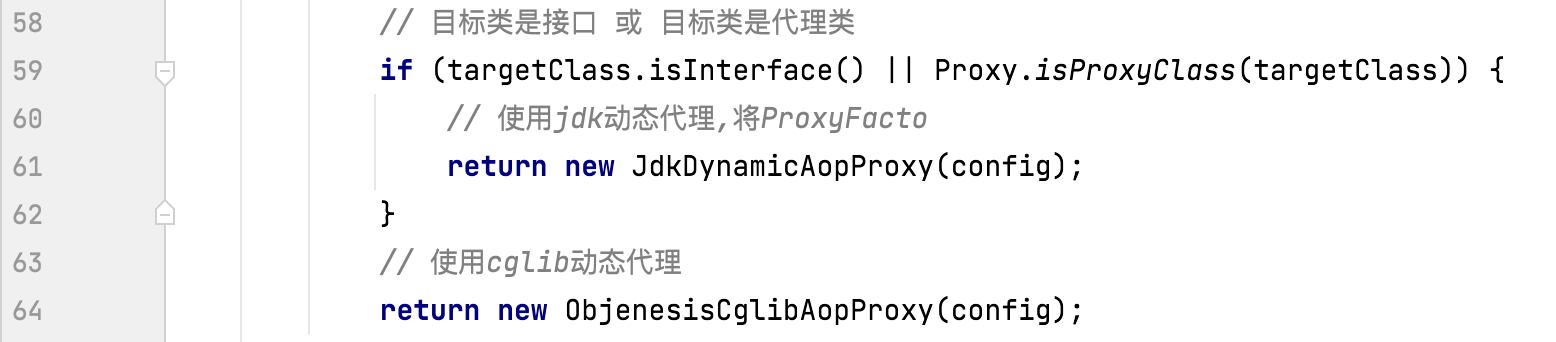 58 // 目标类是接口 或 目标类是代理类
59 if (targetClass.isInterface() || Proxy.isProxyClass(targetClass)) {
60 // 使用jdk动态代理,将ProxyFacto
61 return new JdkDynamicAopProxy(config);
62 }
63 // 使用cglib动态代理
64 return new ObjenesisCglibAopProxy(config);